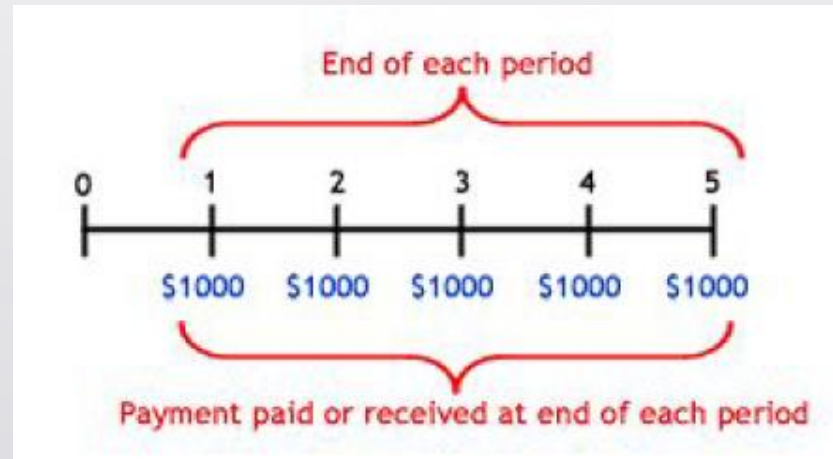 End of each period
0 1 2 3 4 5
$1000 $1000 $1000 $1000 $1000
Payment paid or received at end of each period